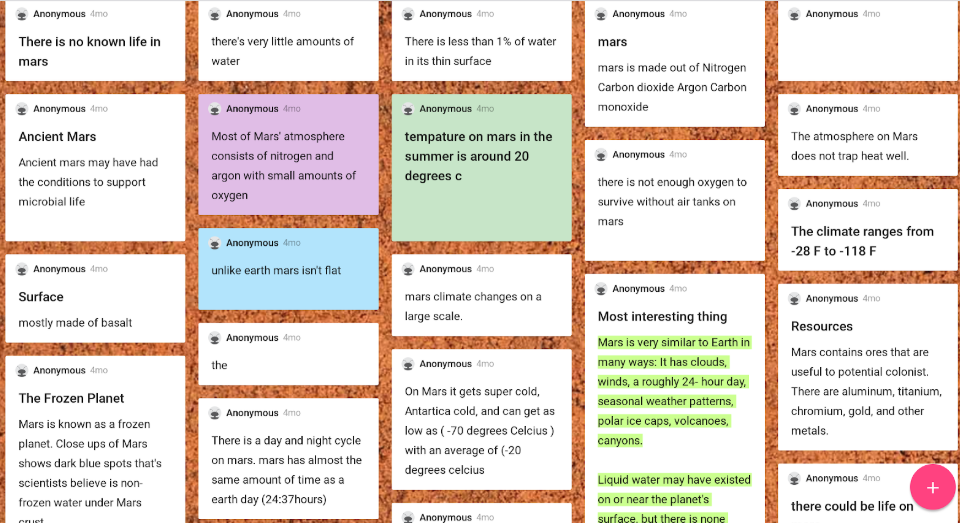 Anonymous 4mo
There is no known life in
mars
Anonymous 4mo
Ancient Mars
Ancient mars may have had
the conditions to support
microbial life
Anonymous 4mo
Surface
mostly made of basalt
Anonymous 4mo
The Frozen Planet
Mars is known as a frozen
planet. Close ups of Mars
shows dark blue spots that's
scientists believe is non-
frozen water under Mars
crust
Anonymous 4mo
there's very little amounts of
water
Anonymous 4mo
Most of Mars' atmosphere
consists of nitrogen and
argon with small amounts of
oxygen
Anonymous 4mo
unlike earth mars isn't flat
Anonymous 4mo
the
Anonymous 4mo
There is a day and night cycle
on mars. mars has almost the
same amount of time as a
earth day (24:37hours)
Anonymous 4mo
There is less than 1% of water
in its thin surface
Anonymous 4mo
tempature on mars in the
summer is around 20
degrees c
Anonymous 4mo
mars climate changes on a
large scale.
Anonymous 4mo
On Mars it gets super cold,
Antartica cold, and can get as
low as ( -70 degrees Celcius )
with an average of (-20
degrees celcius
Anonymous 4mo
Anonymous 4mo
mars
mars is made out of Nitrogen
Carbon dioxide Argon Carbon
monoxide
Anonymous 4mo
there is not enough oxygen to
survive without air tanks on
mars
Anonymous 4mo
Most interesting thing
Mars is very similar to Earth in
many ways: It has clouds,
winds, a roughly 24- hour day,
seasonal weather patterns,
polar ice caps, volcanoes,
canyons.
Liquid water may have existed
on or near the planet's
surface, but there is none
Anonymous 4mo
Anonymous 4mo
The atmosphere on Mars
does not trap heat well.
Anonymous 4mo
The climate ranges from
-28 F to -118 F
Anonymous 4mo
Resources
Mars contains ores that are
useful to potential colonist.
There are aluminum, titanium,
chromium, gold, and other
metals.
Anonymous 4mo
there could be life on